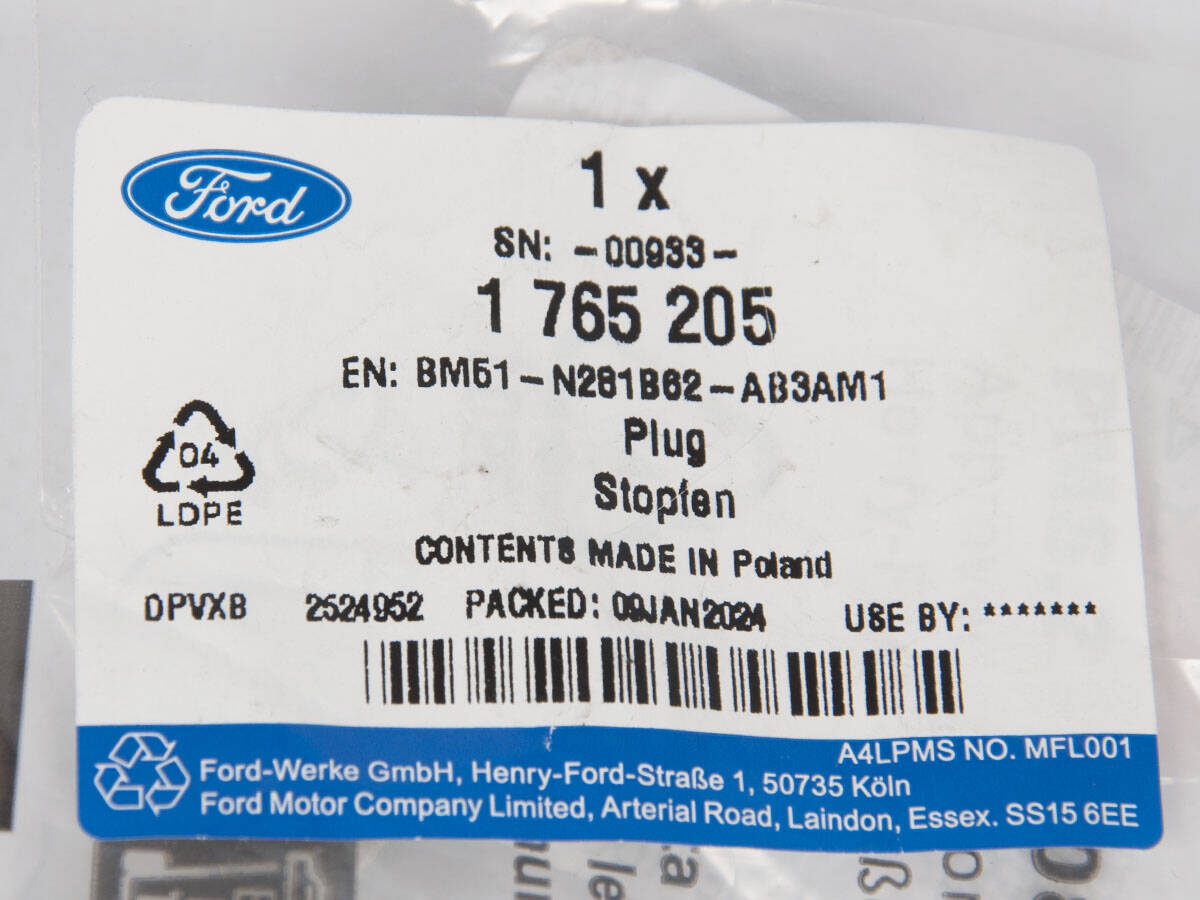 Ford
1 x
SN: -00933-
1 765 205
EN: BM51-N281B62-AB3AM1
Plug
Stopfen
04
LDPE
CONTENTS MADE IN Poland
DPVXB 2524952 PACKED: 09JAN2024 USE BY: *******
A4LPMS NO. MFL001
Ford-Werke GmbH, Henry-Ford-Straße 1, 50735 Köln
Ford Motor Company Limited, Arterial Road, Laindon, Essex. SS15 6EE